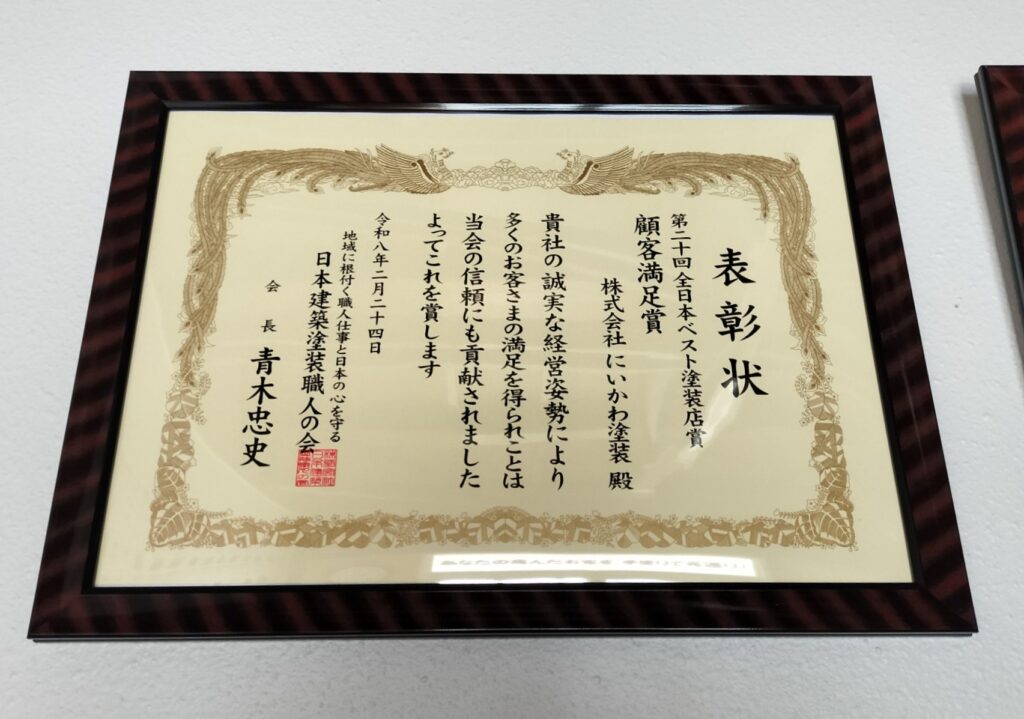 表彰状
第二十回全日本ベスト塗装店賞
顧客満足賞
株式会社 にいかわ塗装 殿
貴社の誠実な経営姿勢により
多くのお客さまの満足を得られことは
当会の信頼にも貢献されました
よってこれを賞します
令和八年二月二十四日
地域に根付く職人仕事と日本の心を守る
日本建築塗装職人の会
会長 青木忠史